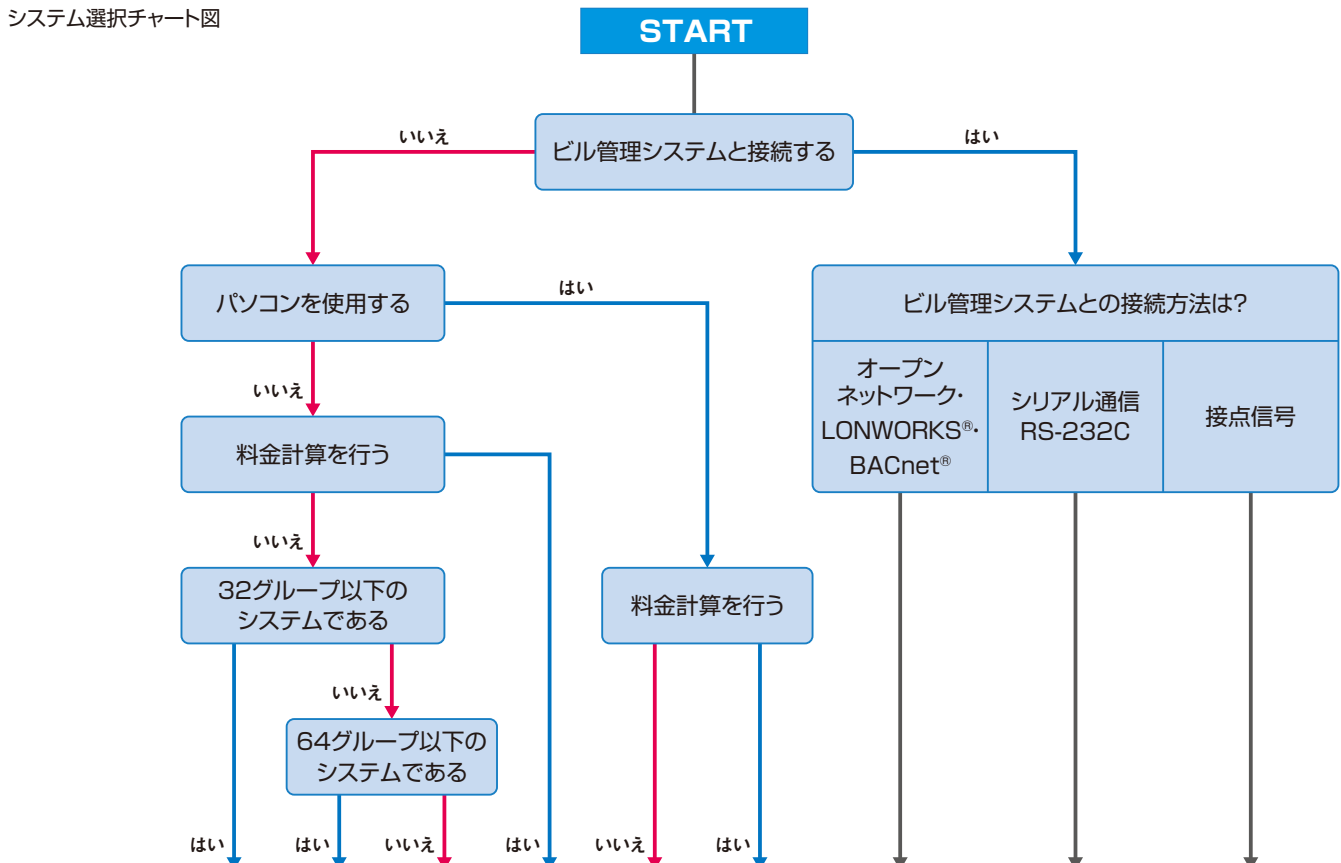 システム選択チャート図
START
いいえ
はい
ビル管理システムと接続する
パソコンを使用する
はい
ビル管理システムとの接続方法は?
オープン
ネットワーク・
LONWORKS®・
BACnet®
シリアル通信
RS-232C
接点信号
いいえ
料金計算を行う
いいえ
32グループ以下の
システムである
料金計算を行う
いいえ
64グループ以下の
システムである
はい
はい
いいえ
はい
いいえ
はい